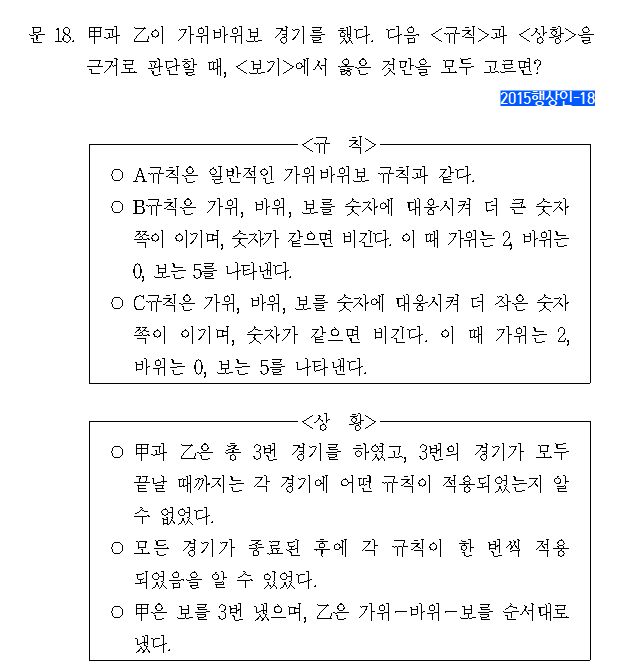 문 18. 甲과 乙이 가위바위보 경기를 했다. 다음 <규칙>과 <상황>을
근거로 판단할 때, <보기>에서 옳은 것만을 모두 고르면?
2015행상인-18
<규 칙>
○ A규칙은 일반적인 가위바위보 규칙과 같다.
○ B규칙은 가위, 바위, 보를 숫자에 대응시켜 더 큰 숫자
쪽이 이기며, 숫자가 같으면 비긴다. 이 때 가위는 2, 바위는
0, 보는 5를 나타낸다.
○ C규칙은 가위, 바위, 보를 숫자에 대응시켜 더 작은 숫자
쪽이 이기며, 숫자가 같으면 비긴다. 이 때 가위는 2,
바위는 0, 보는 5를 나타낸다.
<상 황>
○ 甲과 乙은 총 3번 경기를 하였고, 3번의 경기가 모두
끝날 때까지는 각 경기에 어떤 규칙이 적용되었는지 알
수 없었다.
○ 모든 경기가 종료된 후에 각 규칙이 한 번씩 적용
되었음을 알 수 있었다.
○ 甲은 보를 3번 냈으며, 乙은 가위-바위-보를 순서대로
냈다.